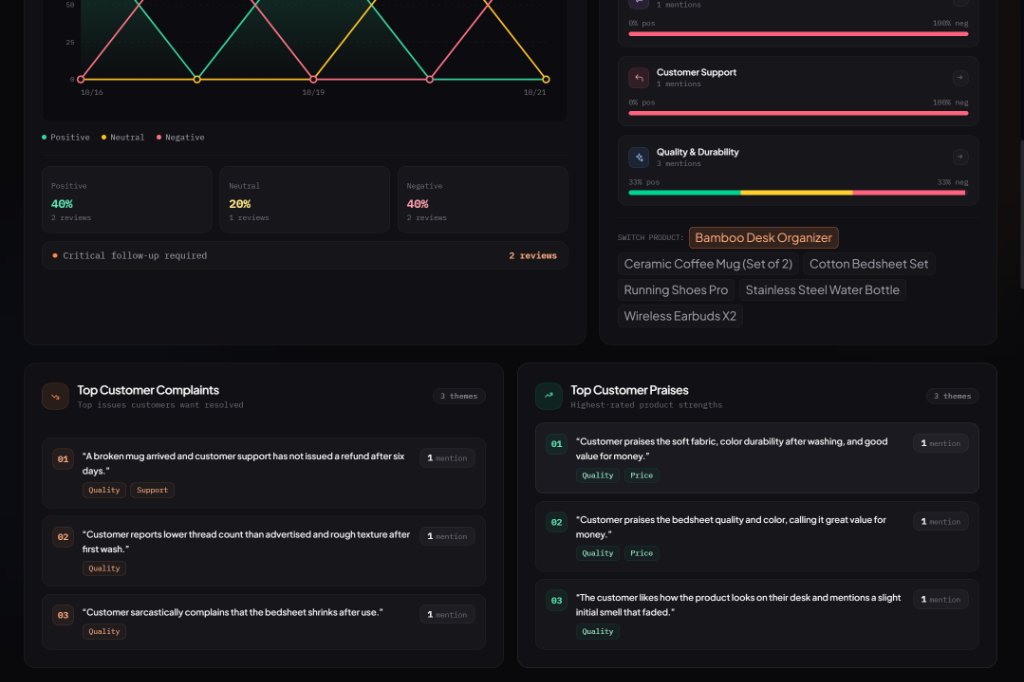 50
25
0
10/16 10/19 10/21
Positive Neutral Negative
Positive
40%
2 reviews
Neutral
20%
1 reviews
Negative
40%
2 reviews
Critical follow-up required 2 reviews
1 mentions
0% pos 100% neg
Customer Support
1 mentions
0% pos 100% neg
Quality & Durability
3 mentions
33% pos 33% neg
SWITCH PRODUCT: Bamboo Desk Organizer
Ceramic Coffee Mug (Set of 2) Cotton Bedsheet Set
Running Shoes Pro Stainless Steel Water Bottle
Wireless Earbuds X2
Top Customer Complaints
Top issues customers want resolved
3 themes
01 "A broken mug arrived and customer support has not issued a refund after six 1 mention
days."
Quality Support
02 "Customer reports lower thread count than advertised and rough texture after 1 mention
first wash."
Quality
03 "Customer sarcastically complains that the bedsheet shrinks after use." 1 mention
Quality
Top Customer Praises
Highest-rated product strengths
3 themes
01 "Customer praises the soft fabric, color durability after washing, and good 1 mention
value for money."
Quality Price
02 "Customer praises the bedsheet quality and color, calling it great value for 1 mention
money."
Quality Price
03 "The customer likes how the product looks on their desk and mentions a slight 1 mention
initial smell that faded."
Quality